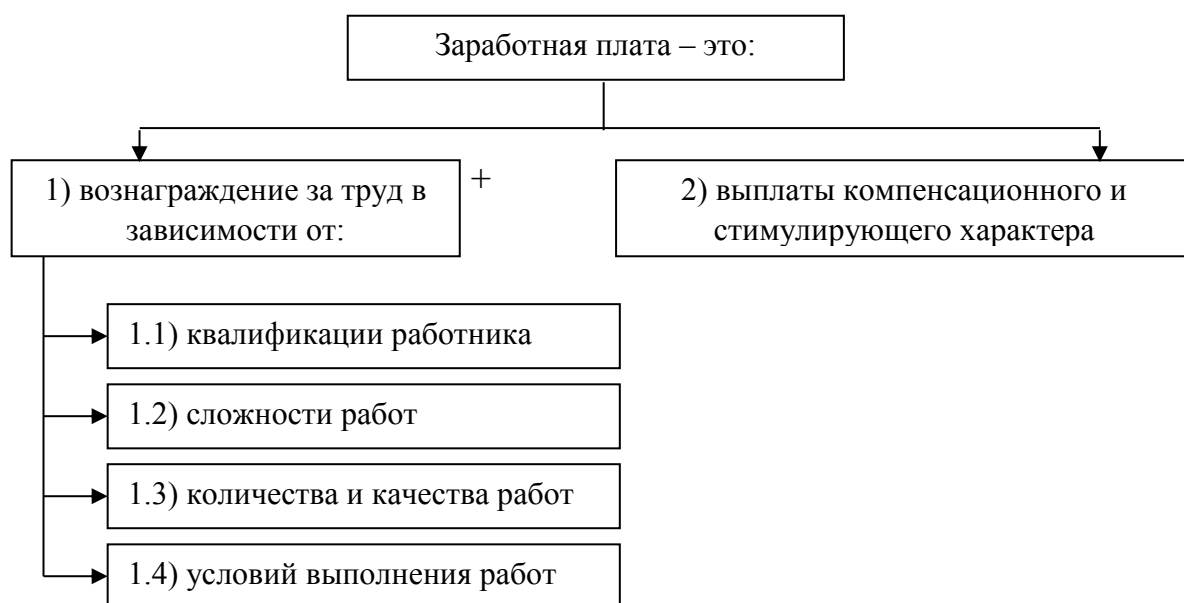 Заработная плата – это:
1) вознаграждение за труд в
зависимости от:
+
2) выплаты компенсационного и
стимулирующего характера
1.1) квалификации работника
1.2) сложности работ
1.3) количества и качества работ
1.4) условий выполнения работ